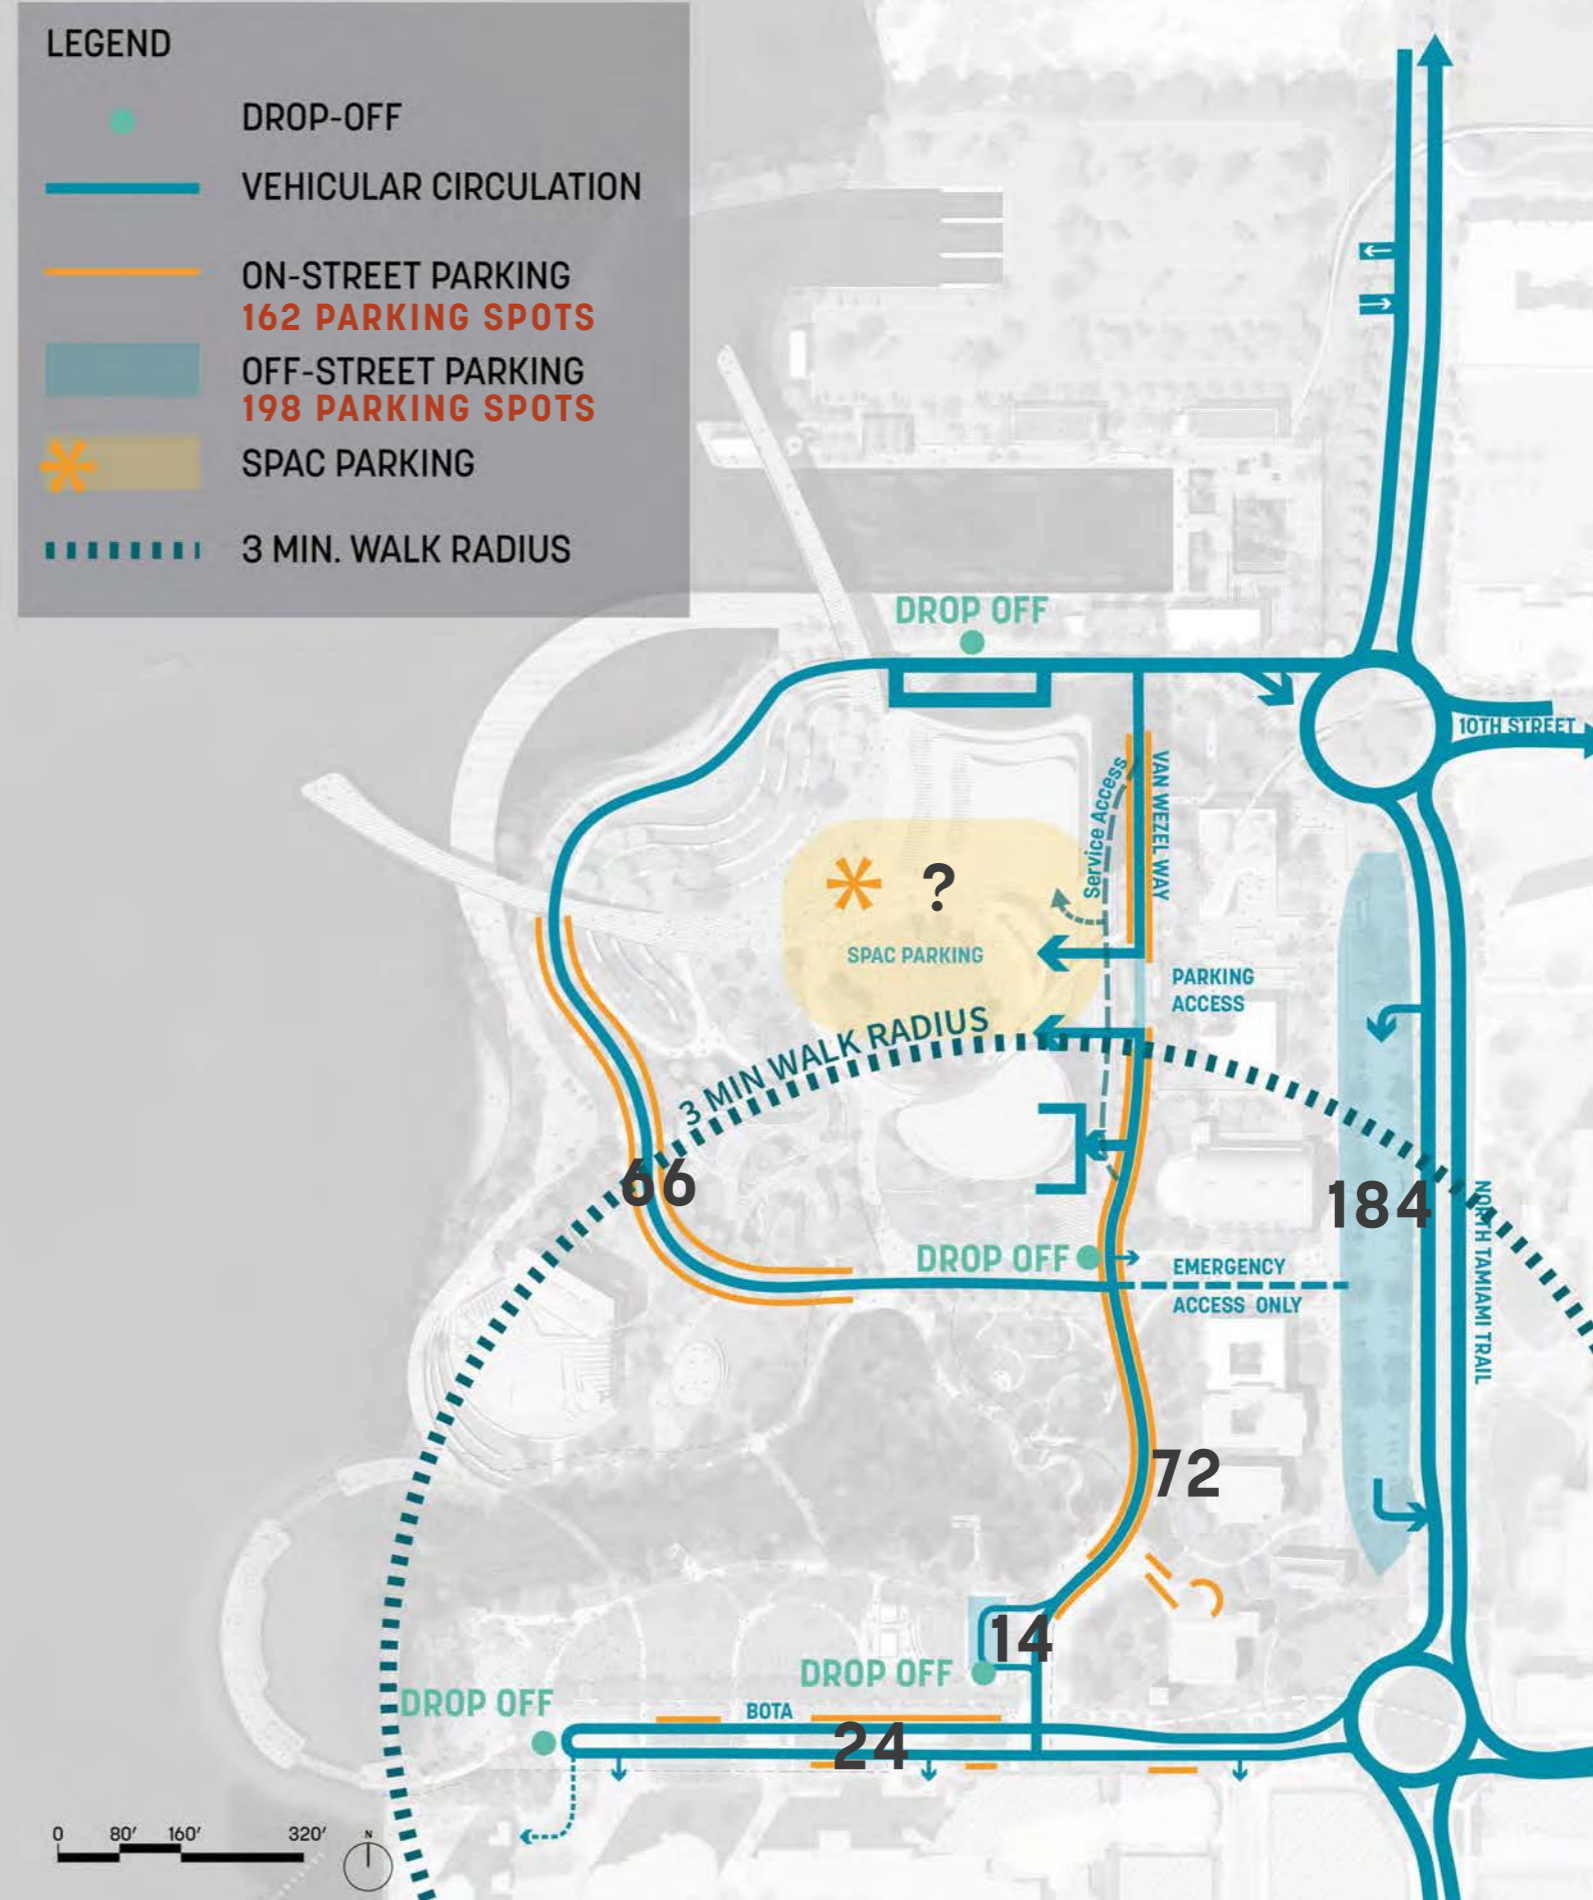 LEGEND
DROP-OFF
VEHICULAR CIRCULATION
ON-STREET PARKING
162 PARKING SPOTS
OFF-STREET PARKING
198 PARKING SPOTS
SPAC PARKING
3 MIN. WALK RADIUS
DROP OFF
10TH STREET
Service Access
VAN WEZEL WAY
?
SPAC PARKING
PARKING
ACCESS
3 MIN WALK RADIUS
66
184
NORTH TAMIAMI TRAIL
DROP OFF
EMERGENCY
ACCESS ONLY
72
14
DROP OFF
DROP OFF
BOTA
24
0 80' 160' 320'
N